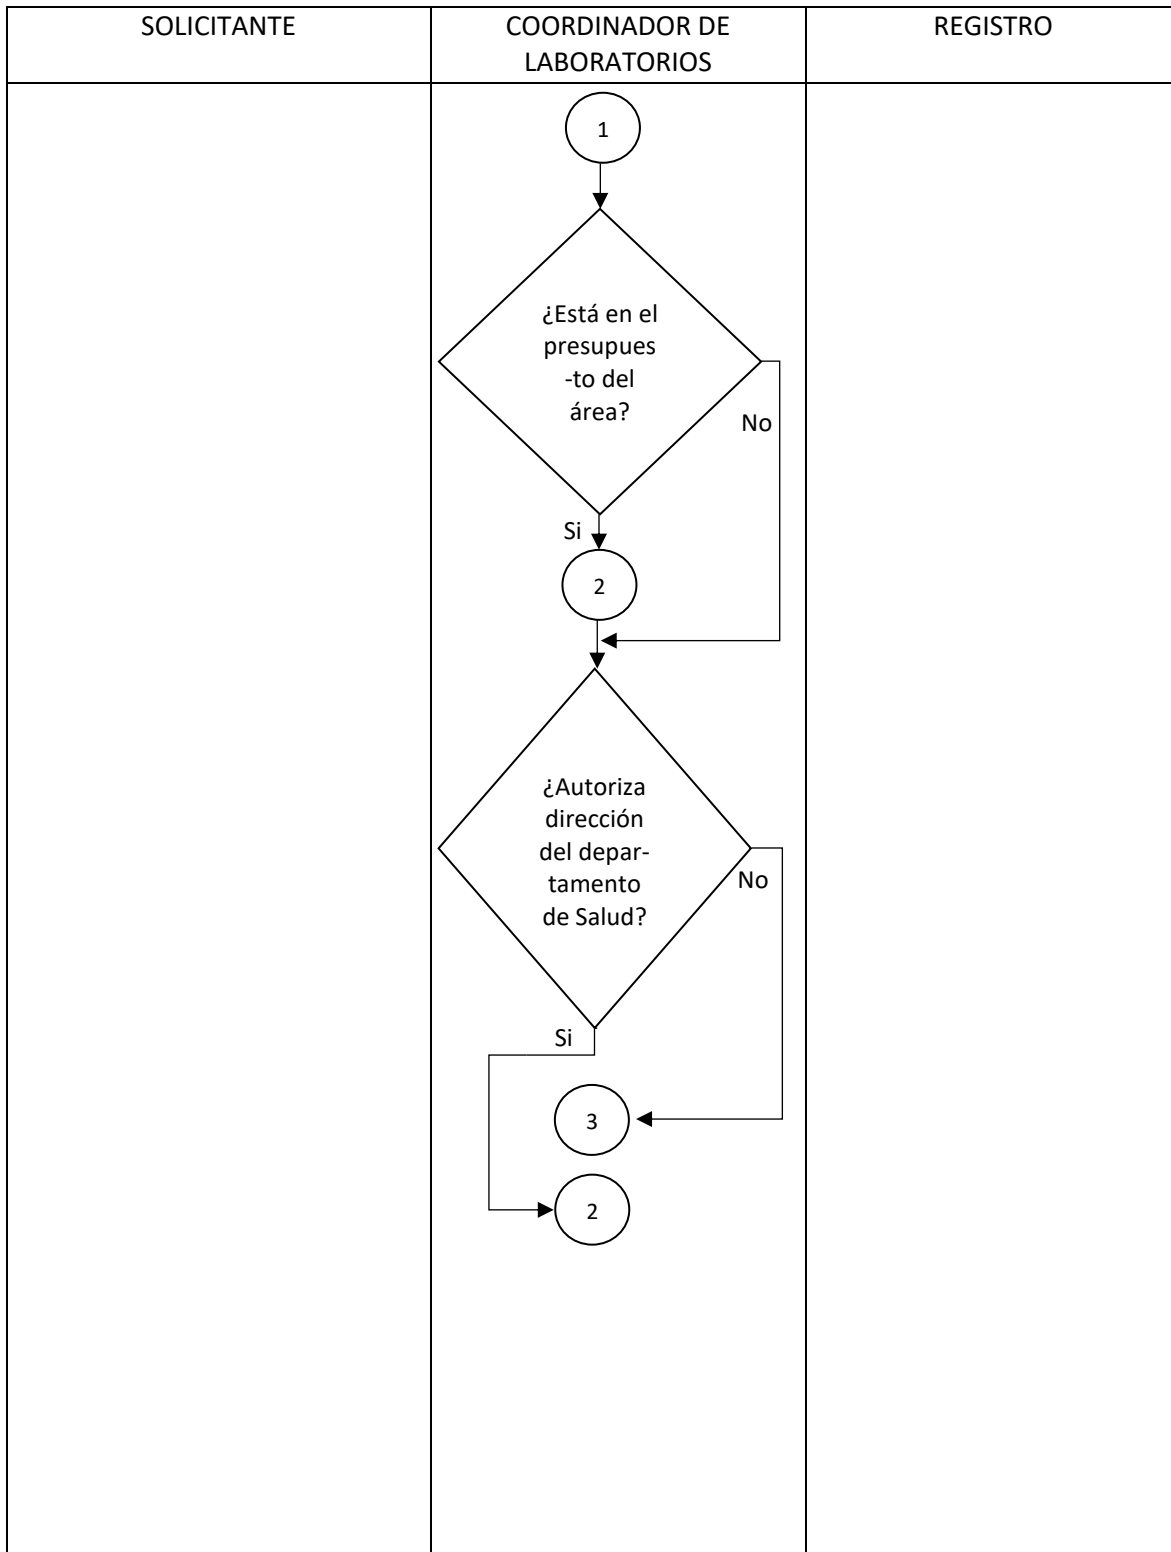 SOLICITANTE
COORDINADOR DE
LABORATORIOS
REGISTRO
1
¿Está en el
presupues
-to del
área?
No
Si
2
¿Autoriza
dirección
del depar-
tamento
de Salud?
No
Si
3
2